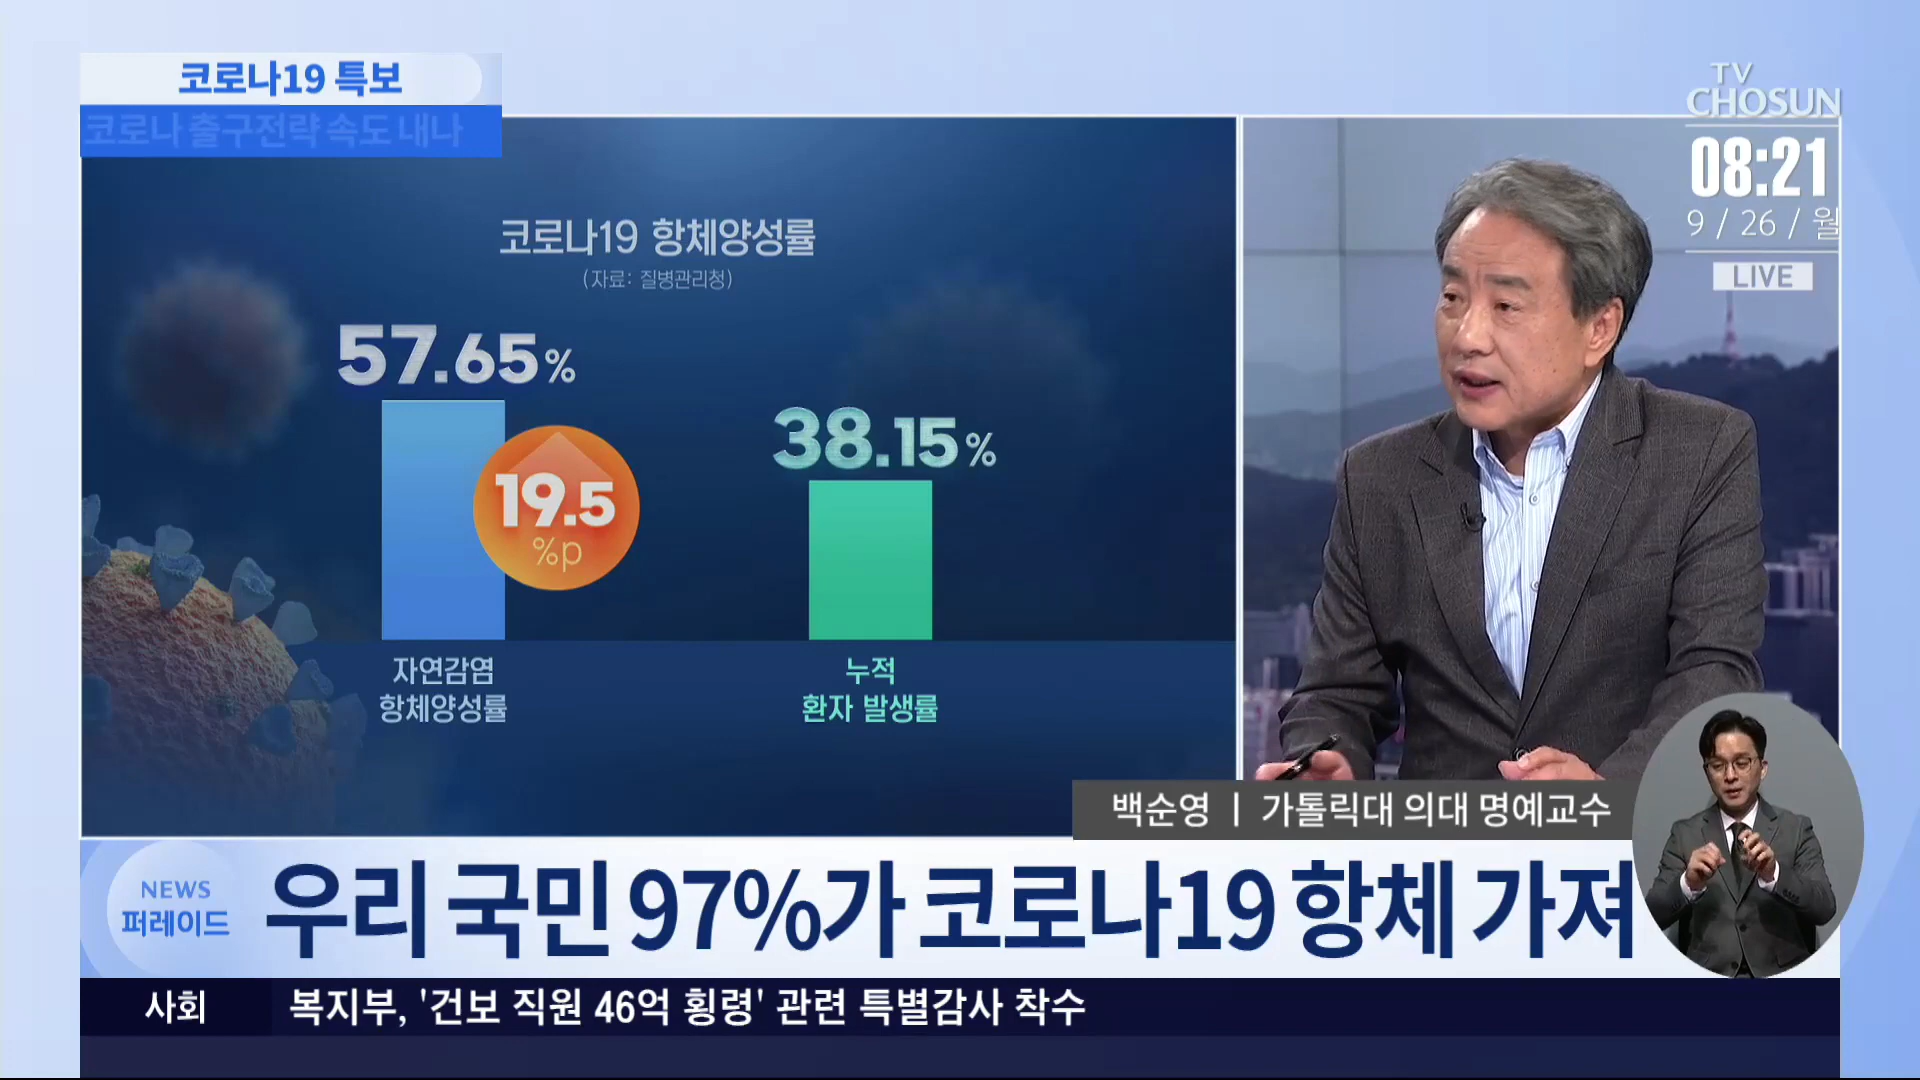 코로나19 특보
코로나 출구전략 속도 내나
TV
CHOSUN
08:21
9 / 26 / 월
LIVE
코로나19 항체양성률
(자료: 질병관리청)
57.65%
19.5
%p
38.15%
자연감염
항체양성률
누적
환자 발생률
백순영 | 가톨릭대 의대 명예교수
NEWS
퍼레이드
우리 국민 97%가 코로나19 항체 가져
사회
복지부, '건보 직원 46억 횡령' 관련 특별감사 착수